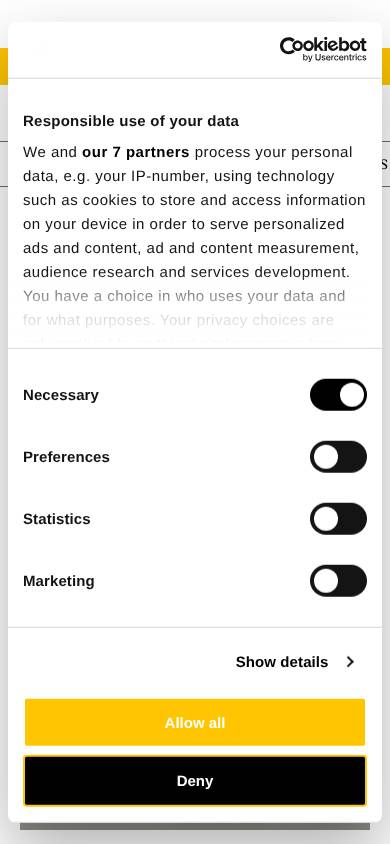 Cookiebot
by Usercentrics
Responsible use of your data
We and our 7 partners process your personal
data, e.g. your IP-number, using technology
such as cookies to store and access information
on your device in order to serve personalized
ads and content, ad and content measurement,
audience research and services development.
You have a choice in who uses your data and
for what purposes. Your privacy choices are
Necessary
Preferences
Statistics
Marketing
Show details
Allow all
Deny